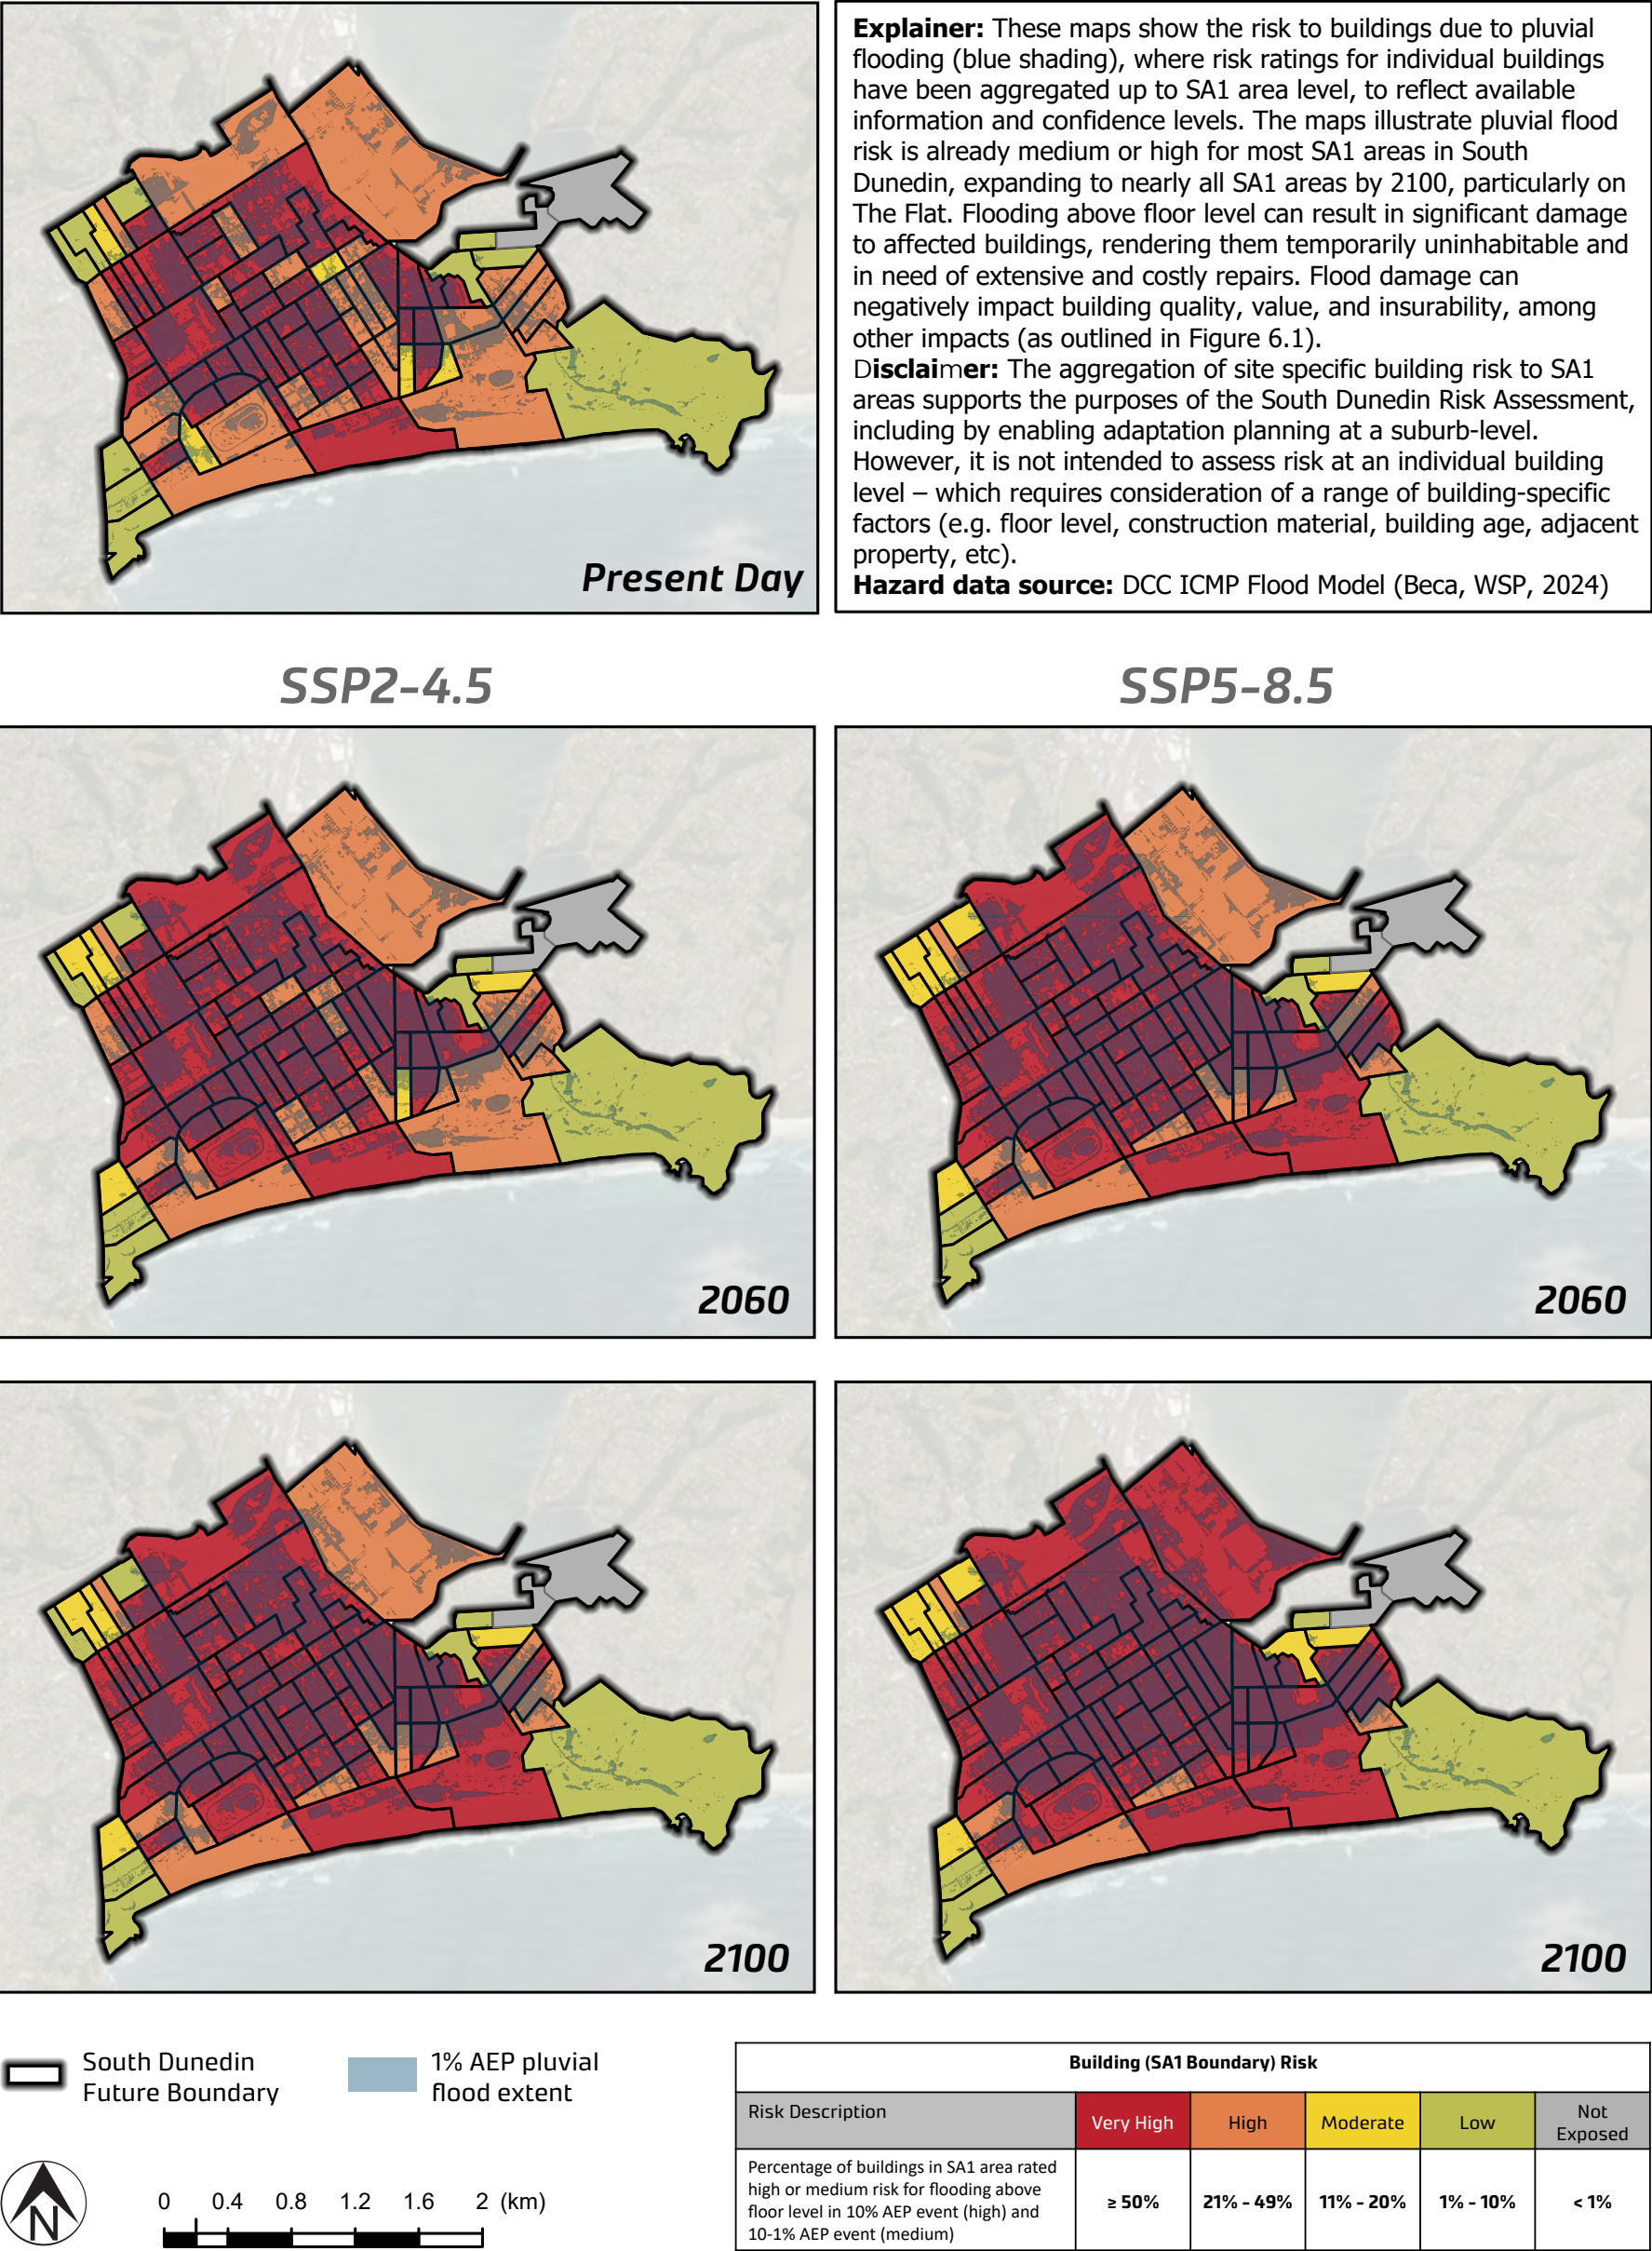 Explainer: These maps show the risk to buildings due to pluvial
flooding (blue shading), where risk ratings for individual buildings
have been aggregated up to SA1 area level, to reflect available
information and confidence levels. The maps illustrate pluvial flood
risk is already medium or high for most SA1 areas in South
Dunedin, expanding to nearly all SA1 areas by 2100, particularly on
The Flat. Flooding above floor level can result in significant damage
to affected buildings, rendering them temporarily uninhabitable and
in need of extensive and costly repairs. Flood damage can
negatively impact building quality, value, and insurability, among
other impacts (as outlined in Figure 6.1).
Disclaimer: The aggregation of site specific building risk to SA1
areas supports the purposes of the South Dunedin Risk Assessment,
including by enabling adaptation planning at a suburb-level.
However, it is not intended to assess risk at an individual building
level – which requires consideration of a range of building-specific
factors (e.g. floor level, construction material, building age, adjacent
property, etc).
Hazard data source: DCC ICMP Flood Model (Beca, WSP, 2024)
Present Day
SSP2-4.5
SSP5-8.5
2060
2060
2100
2100
South Dunedin
Future Boundary
1% AEP pluvial
flood extent
N
0 0.4 0.8 1.2 1.6 2 (km)
Building (SA1 Boundary) Risk
Risk Description
Very High
High
Moderate
Low
Not
Exposed
Percentage of buildings in SA1 area rated
high or medium risk for flooding above
floor level in 10% AEP event (high) and
10-1% AEP event (medium)
≥ 50%
21% - 49%
11% - 20%
1% - 10%
< 1%